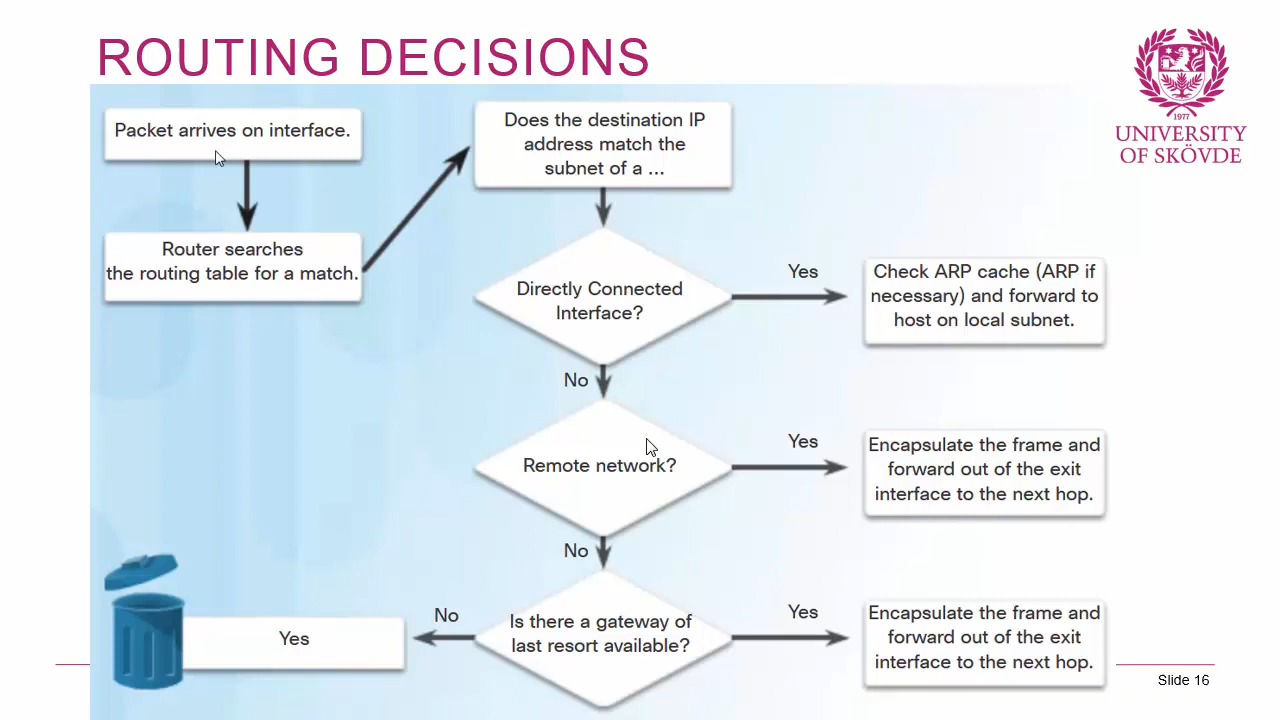 ROUTING DECISIONS
1977
UNIVERSITY
OF SKÖVDE
Packet arrives on interface.
Router searches
the routing table for a match.
Does the destination IP
address match the
subnet of a ...
Directly Connected
Interface?
Yes
Check ARP cache (ARP if
necessary) and forward to
host on local subnet.
No
Remote network?
Yes
Encapsulate the frame and
forward out of the exit
interface to the next hop.
No
Is there a gateway of
last resort available?
Yes
Encapsulate the frame and
forward out of the exit
interface to the next hop.
No
Yes
Slide 16